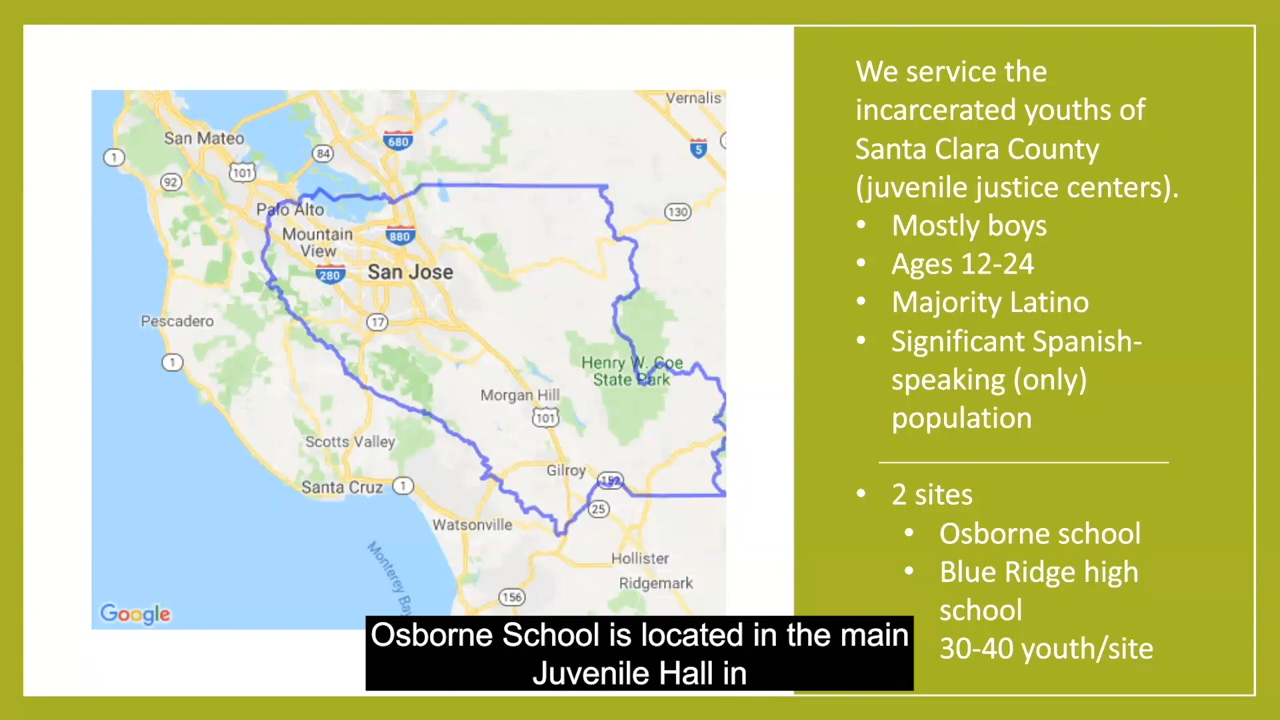 Vernalis
San Mateo
680
5
1
84
101
92
Palo Alto
130
Mountain
View
880
280
San Jose
Pescadero
17
1
Henry W. Coe
State Park
Morgan Hill
101
Scotts Valley
Gilroy
152
Santa Cruz
1
25
Watsonville
Hollister
Monterey Bay
Ridgemark
156
Google
We service the
incarcerated youths of
Santa Clara County
(juvenile justice centers).
• Mostly boys
• Ages 12-24
• Majority Latino
• Significant Spanish-
speaking (only)
population
• 2 sites
• Osborne school
• Blue Ridge high
school
30-40 youth/site
Osborne School is located in the main
Juvenile Hall in